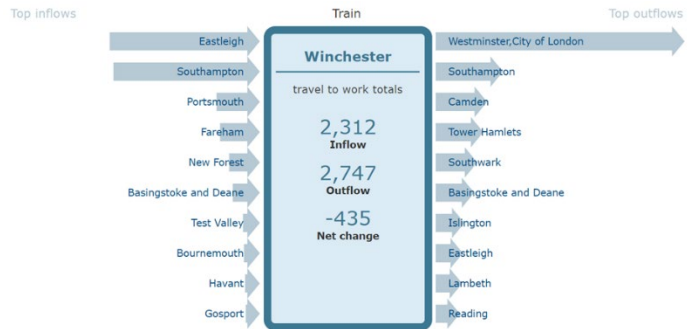 Top inflows
Train
Top outflows
Eastleigh
Southampton
Portsmouth
Fareham
New Forest
Basingstoke and Deane
Test Valley
Bournemouth
Havant
Gosport
Winchester
travel to work totals
2,312
Inflow
2,747
Outflow
-435
Net change
Westminster,City of London
Southampton
Camden
Tower Hamlets
Southwark
Basingstoke and Deane
Islington
Eastleigh
Lambeth
Reading